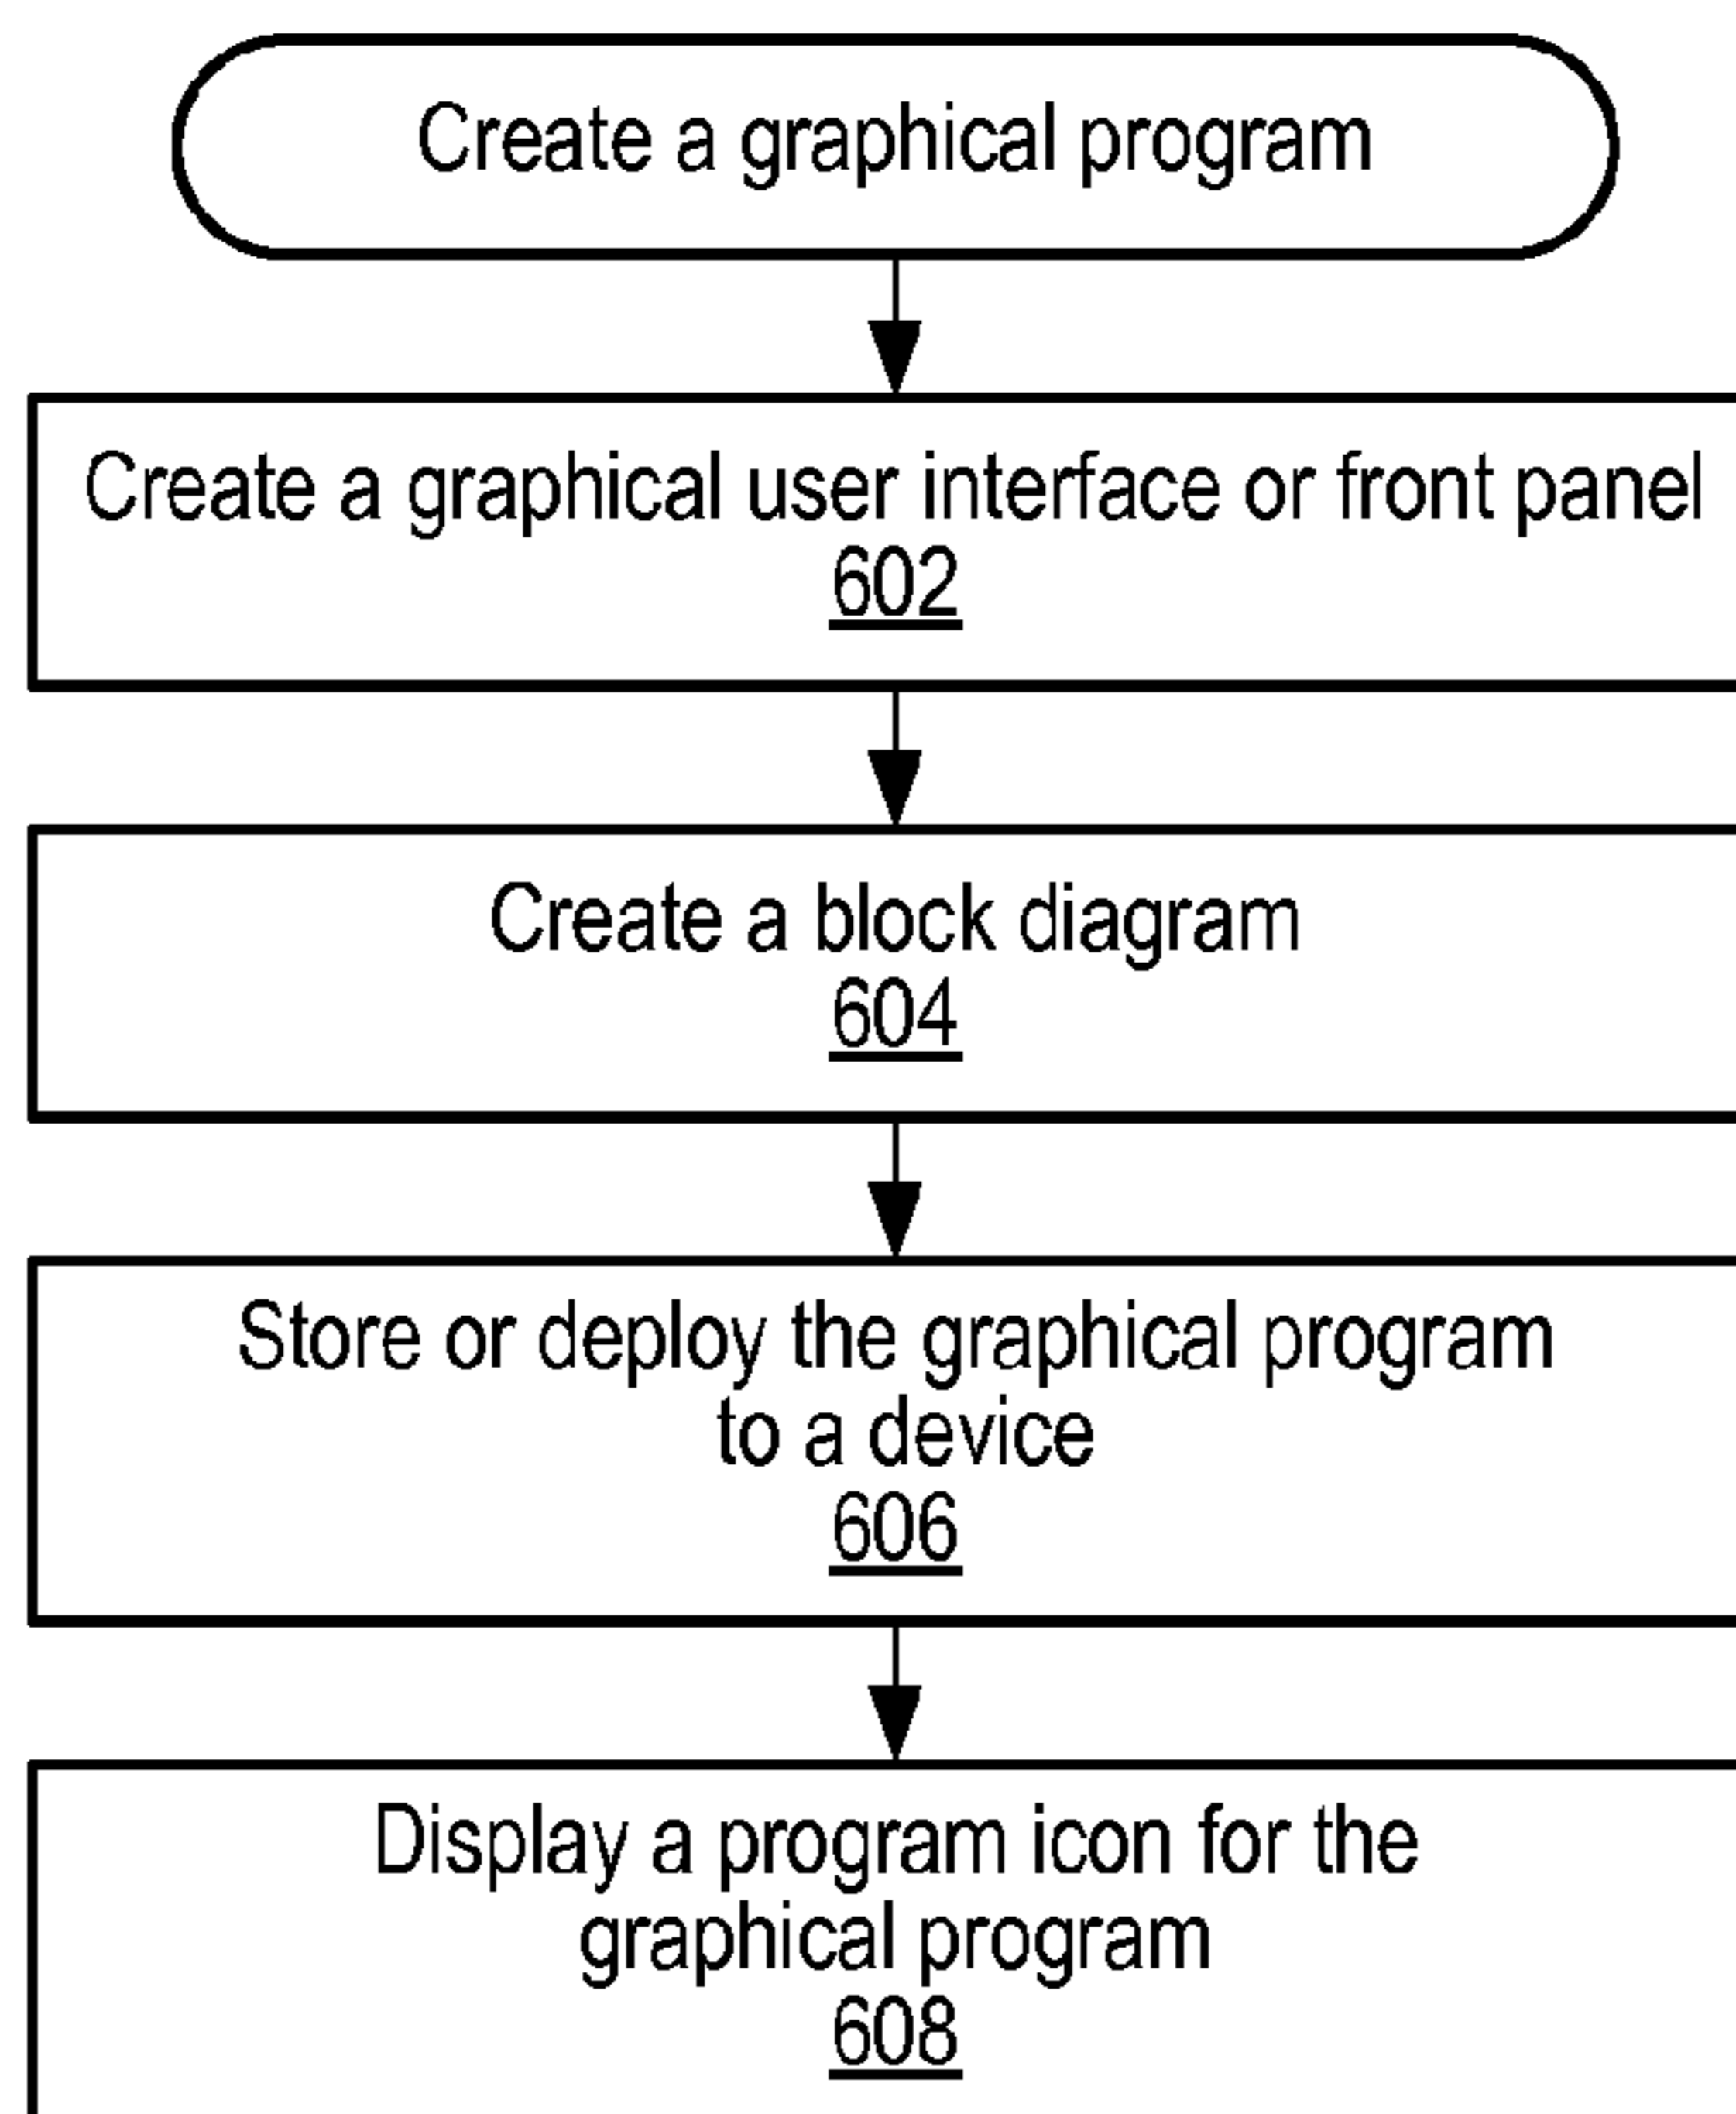 Create a graphical program
Create a graphical user interface or front panel
602
Create a block diagram
604
Store or deploy the graphical program
to a device
606
Display a program icon for the
graphical program
608